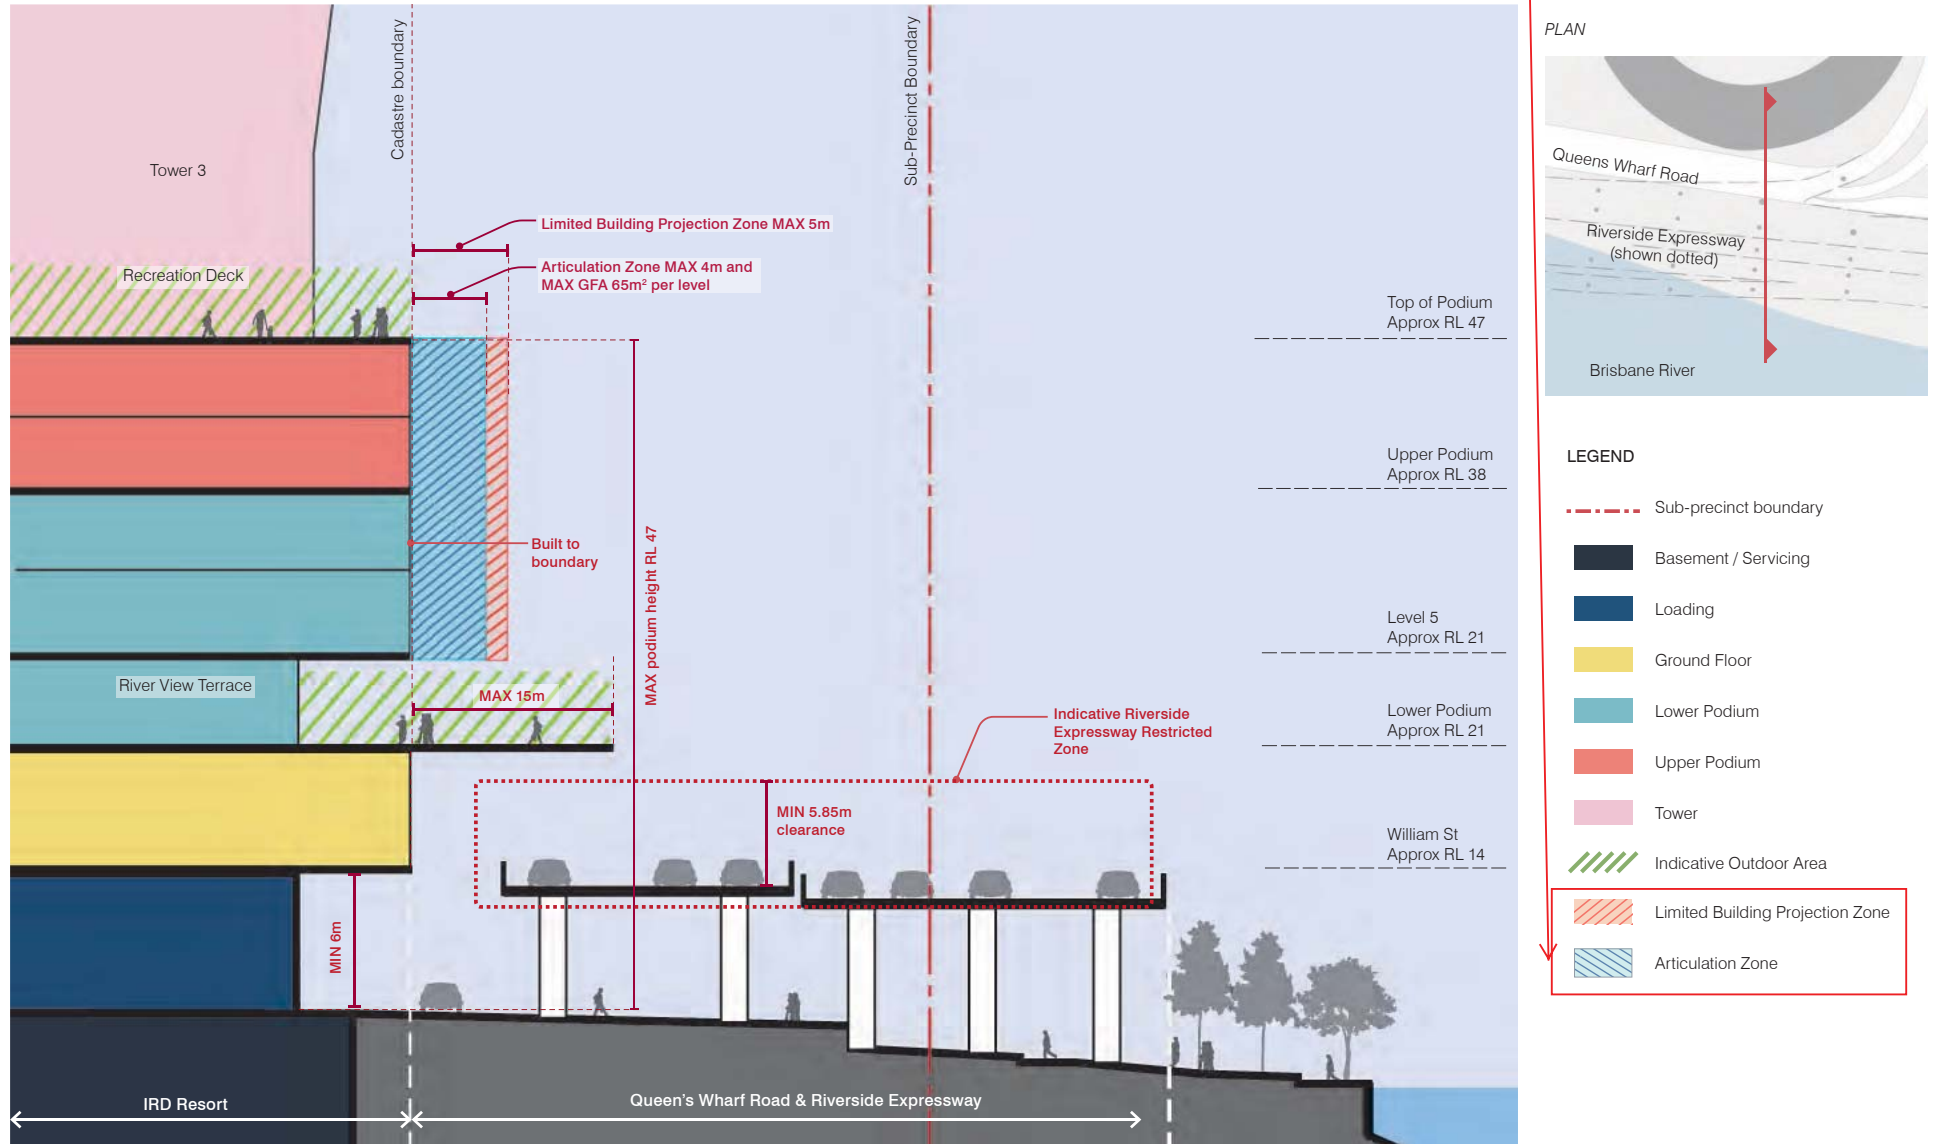 Cadastre boundary
Sub-Precinct Boundary
Tower 3
Limited Building Projection Zone MAX 5m
Articulation Zone MAX 4m and
MAX GFA 65m² per level
Recreation Deck
Top of Podium
Approx RL 47
Upper Podium
Approx RL 38
Built to
boundary
MAX podium height RL 47
Level 5
Approx RL 21
River View Terrace
MAX 15m
Lower Podium
Approx RL 21
Indicative Riverside
Expressway Restricted
Zone
MIN 5.85m
clearance
William St
Approx RL 14
MIN 6m
IRD Resort
Queen's Wharf Road & Riverside Expressway
PLAN
Queens Wharf Road
Riverside Expressway
(shown dotted)
Brisbane River
LEGEND
Sub-precinct boundary
Basement / Servicing
Loading
Ground Floor
Lower Podium
Upper Podium
Tower
Indicative Outdoor Area
Limited Building Projection Zone
Articulation Zone